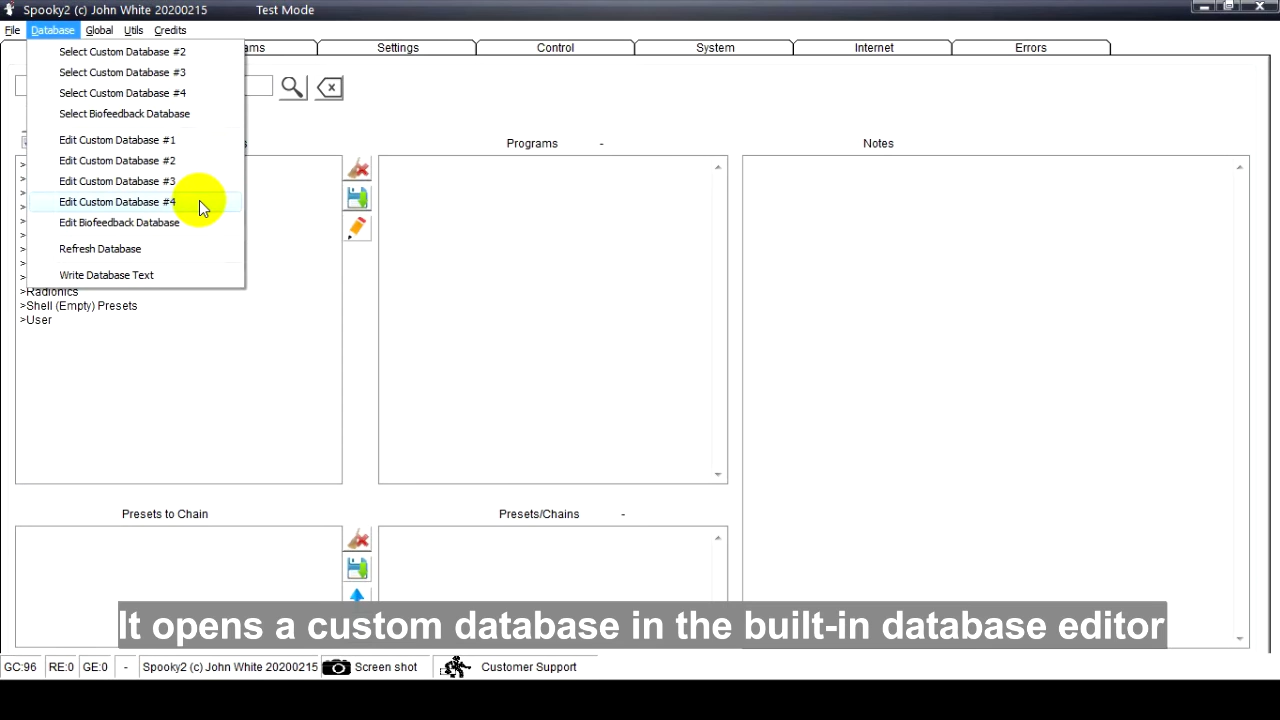 Spooky2 (c) John White 20200215 Test Mode
File Database Global Utils Credits
ams Settings Control System Internet Errors
Select Custom Database #2
Select Custom Database #3
Select Custom Database #4
Select Biofeedback Database
Edit Custom Database #1
Edit Custom Database #2
Edit Custom Database #3
Edit Custom Database #4
Edit Biofeedback Database
Refresh Database
Write Database Text
>Radionics
>Shell (Empty) Presets
>User
Programs -
Notes
Presets to Chain
Presets/Chains -
It opens a custom database in the built-in database editor
GC:96 RE:0 GE:0 - Spooky2 (c) John White 20200215 Screen shot Customer Support